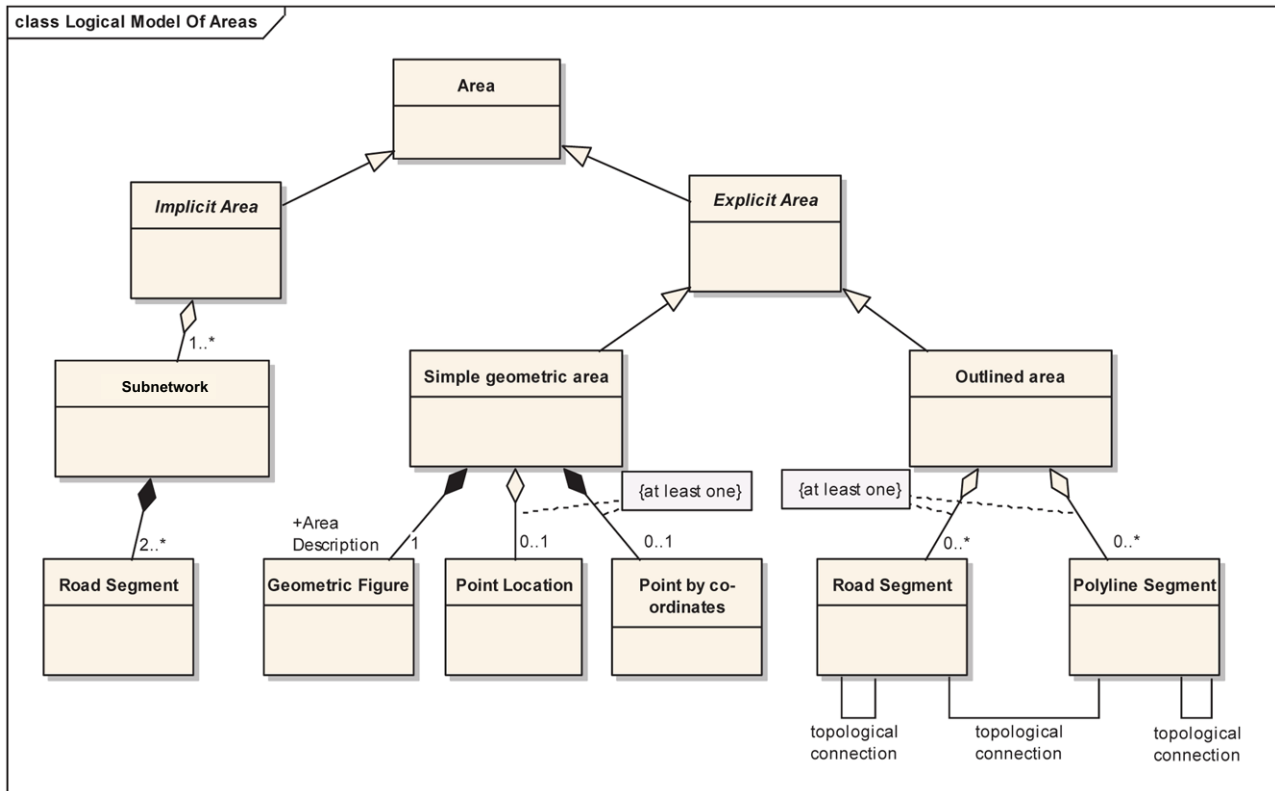 class Logical Model Of Areas
Area
Implicit Area
Explicit Area
1..*
Subnetwork
Simple geometric area
Outlined area
{at least one}
{at least one}
+Area
Description
1
0..1
0..1
2..*
0..*
0..*
Road Segment
Geometric Figure
Point Location
Point by co-
ordinates
Road Segment
Polyline Segment
topological
connection
topological
connection
topological
connection